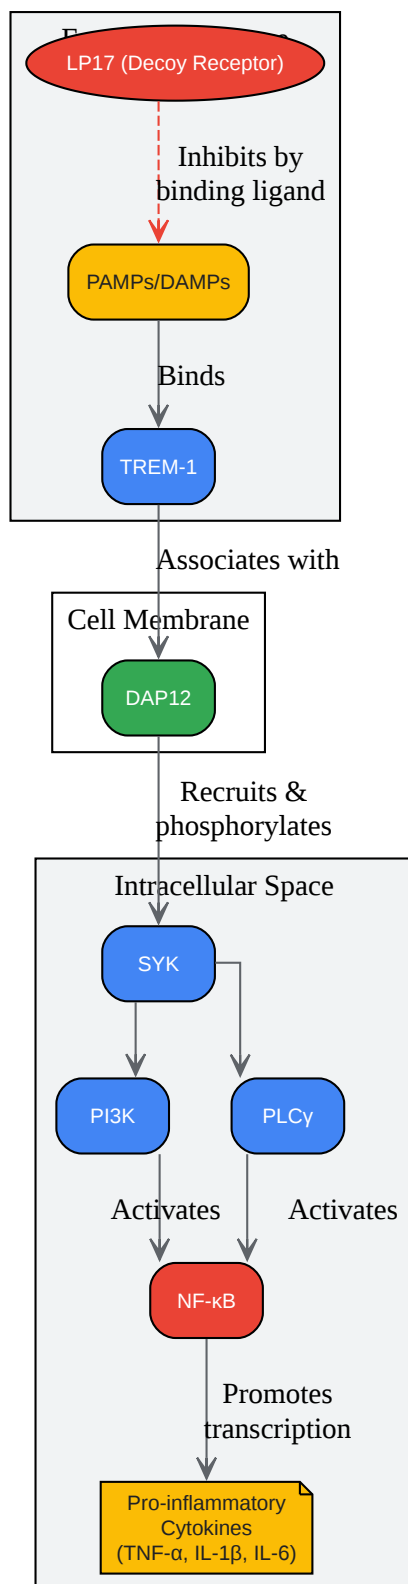 LP17 (Decoy Receptor)
Inhibits by
binding ligand
PAMPs/DAMPs
Binds
TREM-1
Associates with
Cell Membrane
DAP12
Recruits &
phosphorylates
Intracellular Space
SYK
PI3K
PLCγ
Activates
Activates
NF-κB
Promotes
transcription
Pro-inflammatory
Cytokines
(TNF-α, IL-1β, IL-6)